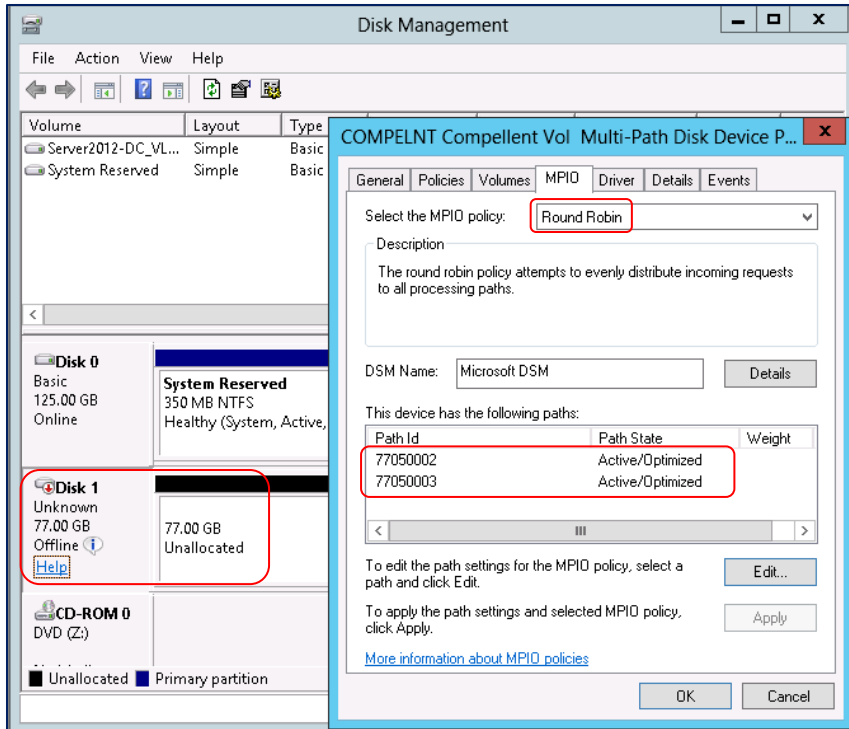 Disk Management
File Action View Help
Volume Layout Type
Server2012-DC_VL... Simple Basic
System Reserved Simple Basic
Disk 0
Basic
125.00 GB
Online
System Reserved
350 MB NTFS
Healthy (System, Active,
Disk 1
Unknown
77.00 GB
Offline
Help
77.00 GB
Unallocated
CD-ROM 0
DVD (Z:)
Unallocated Primary partition
COMPELNT Compellent Vol Multi-Path Disk Device P...
General Policies Volumes MPIO Driver Details Events
Select the MPIO policy: Round Robin
Description
The round robin policy attempts to evenly distribute incoming requests
to all processing paths.
DSM Name: Microsoft DSM Details
This device has the following paths:
Path Id Path State Weight
77050002 Active/Optimized
77050003 Active/Optimized
To edit the path settings for the MPIO policy, select a
path and click Edit.
Edit...
To apply the path settings and selected MPIO policy,
click Apply.
Apply
More information about MPIO policies
OK Cancel